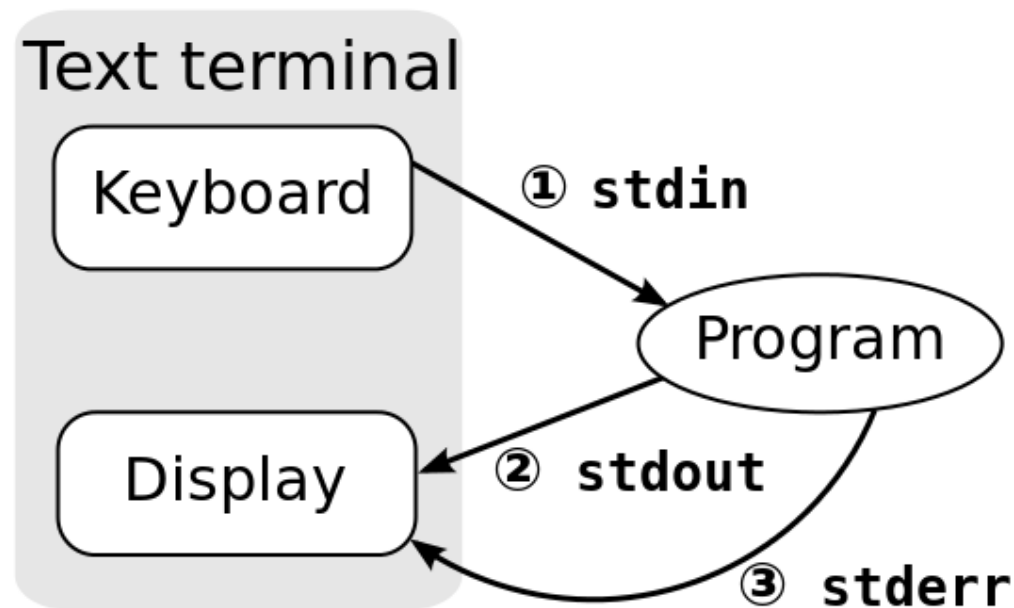 Text terminal
Keyboard
① stdin
Program
Display
② stdout
③ stderr